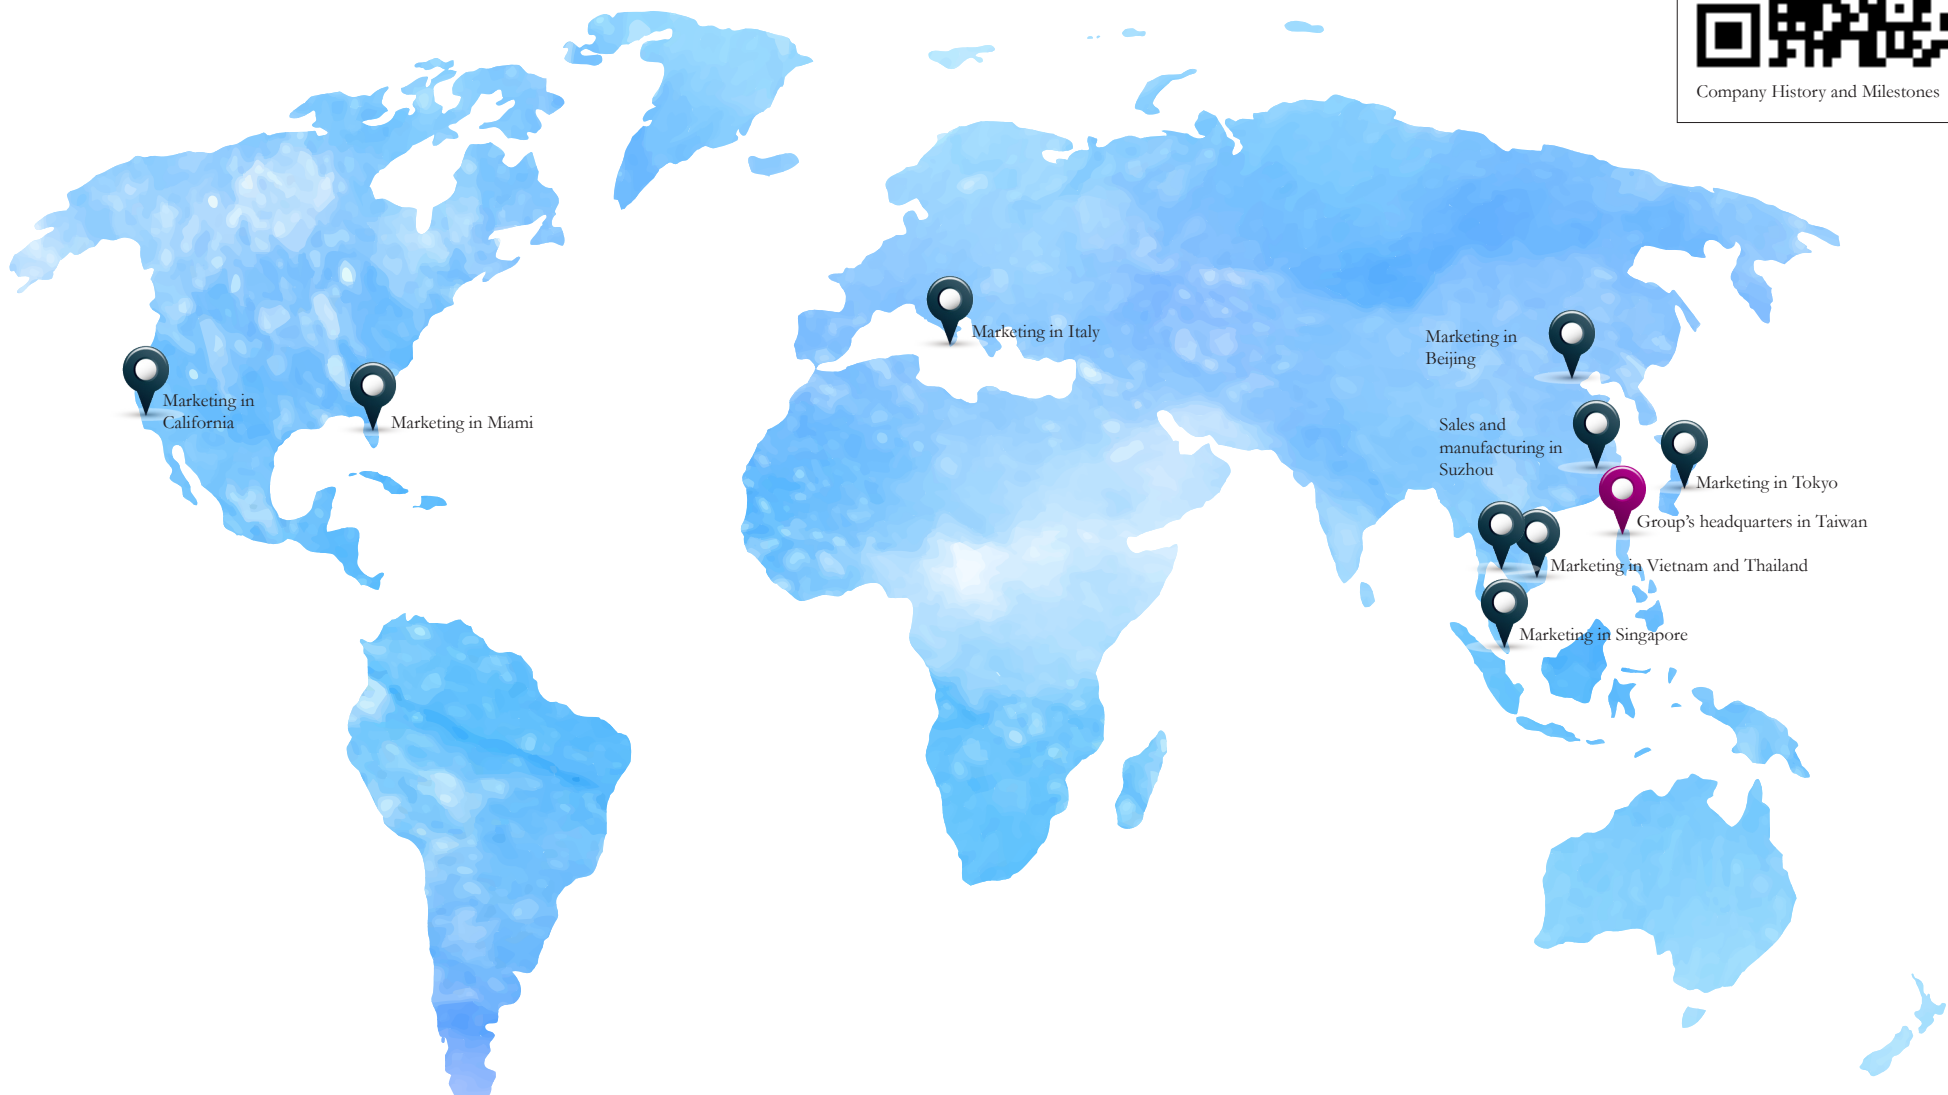 Company History and Milestones
Marketing in Italy
Marketing in
Beijing
Marketing in
California
Marketing in Miami
Sales and
manufacturing in
Suzhou
Marketing in Tokyo
Group's headquarters in Taiwan
Marketing in Vietnam and Thailand
Marketing in Singapore